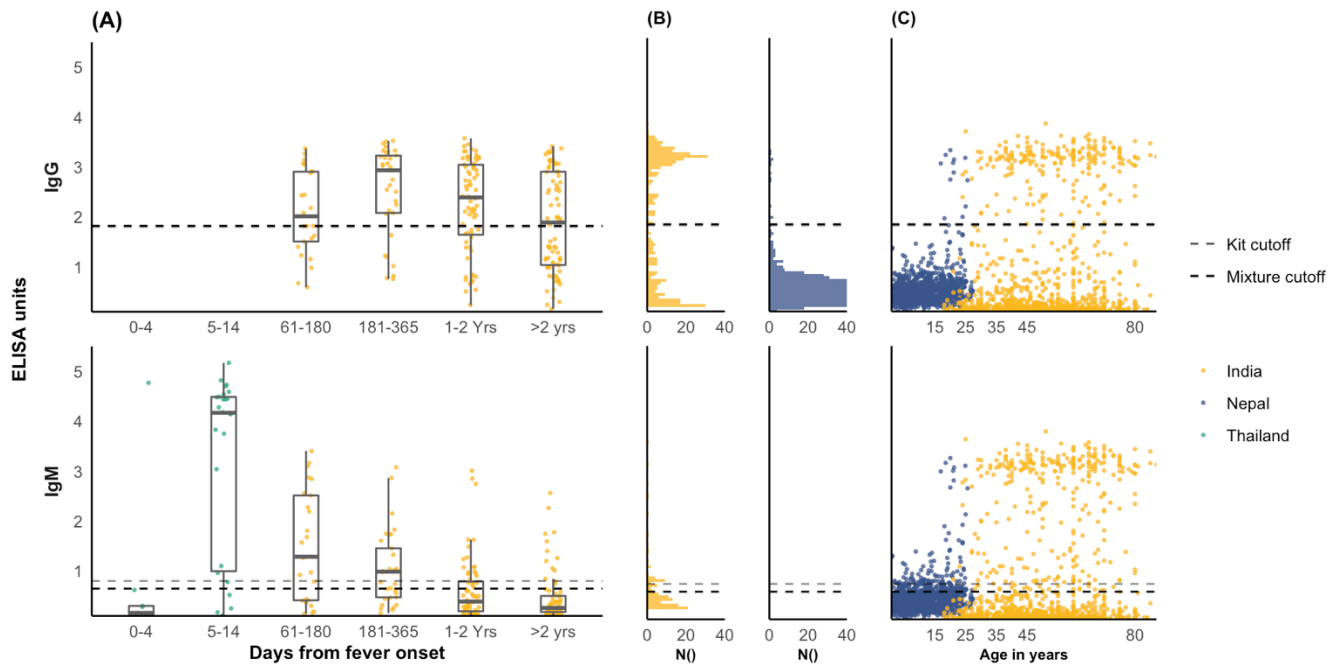 (A) (B) (C)
ELISA units
IgG
5
4
3
2
1
0-4 5-14 61-180 181-365 1-2 Yrs >2 yrs
0 20 40
0 20 40
15 25 35 45 80
IgM
5
4
3
2
1
0-4 5-14 61-180 181-365 1-2 Yrs >2 yrs
Days from fever onset
0 20 40
N()
0 20 40
N()
15 25 35 45 80
Age in years
Kit cutoff
Mixture cutoff
India
Nepal
Thailand